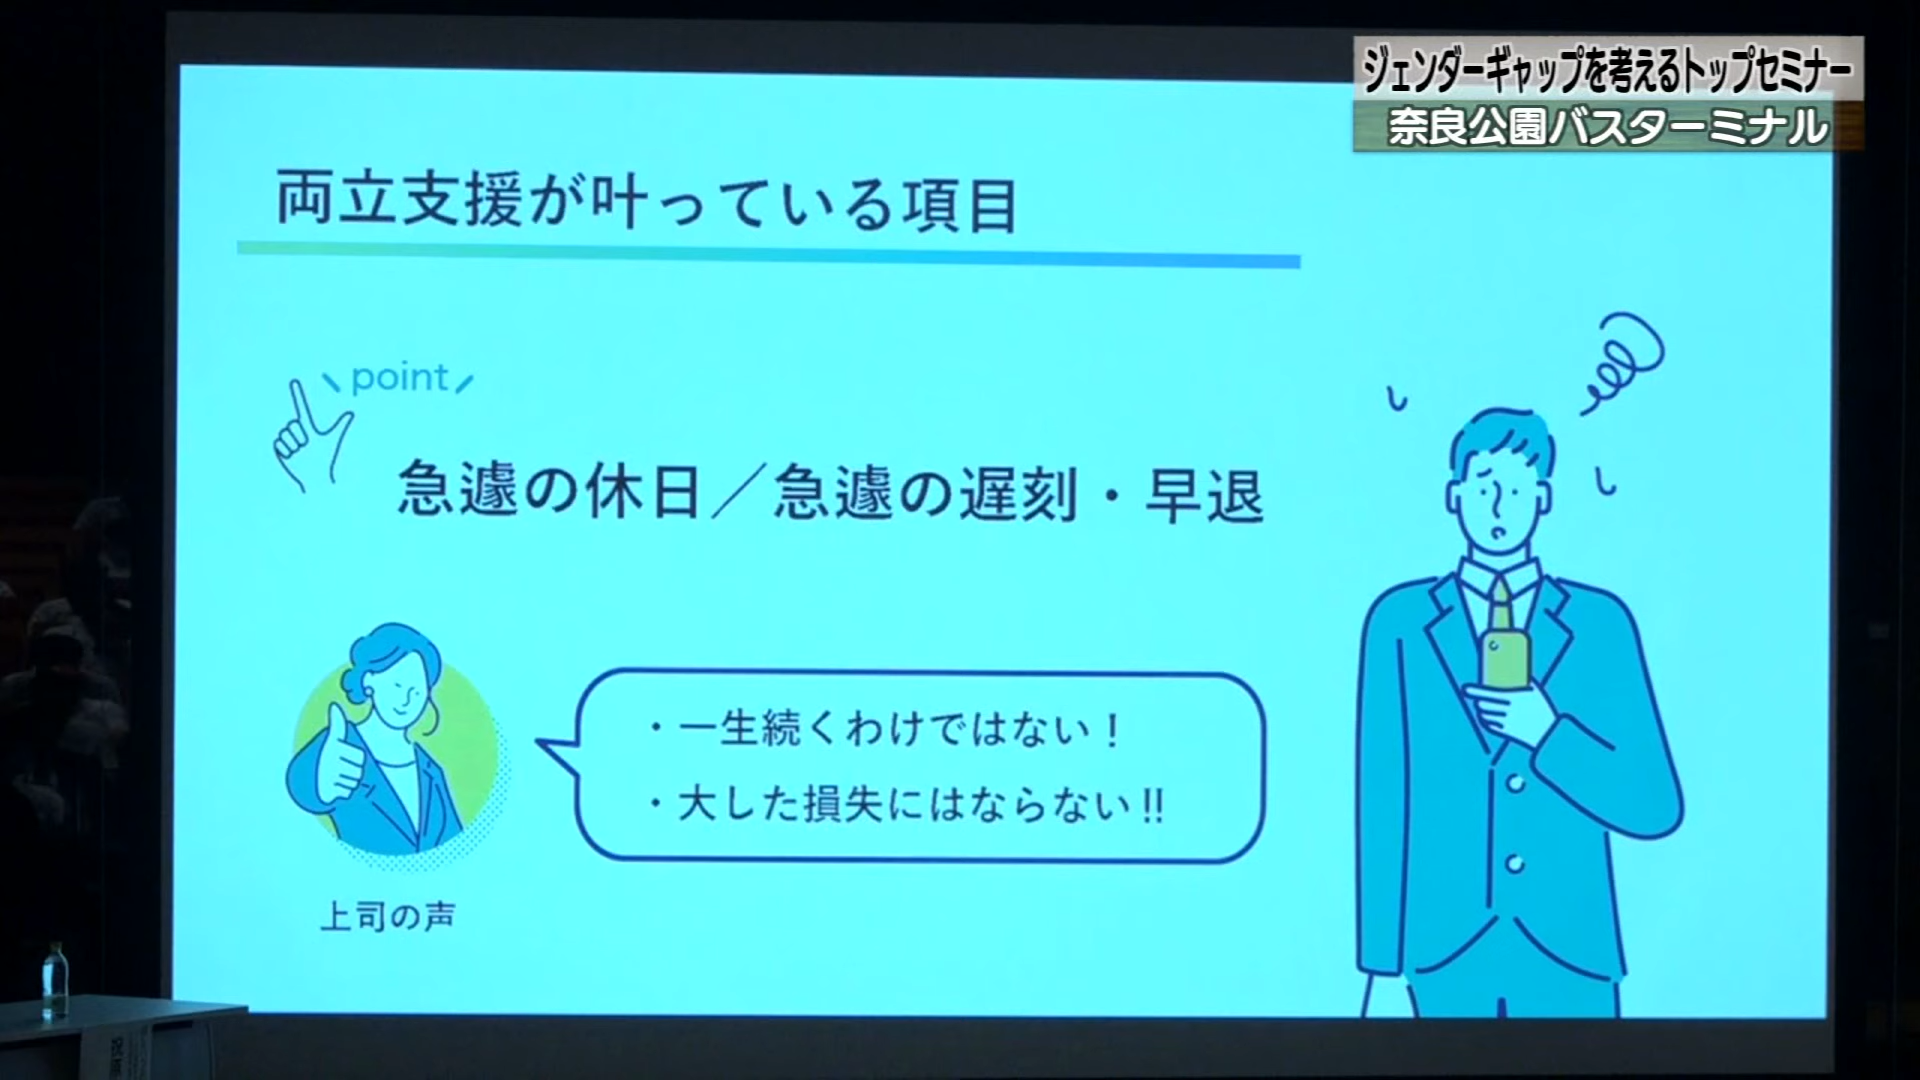 ジェンダーギャップを考えるトップセミナー
奈良公園バスターミナル
両立支援が叶っている項目
point
急遽の休日／急遽の遅刻・早退
・一生続くわけではない！
・大した損失にはならない!!
上司の声